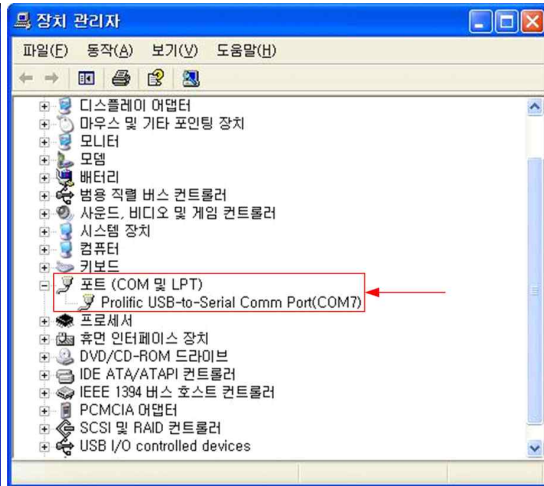 장치 관리자
파일(F) 동작(A) 보기(V) 도움말(H)
디스플레이 어댑터
마우스 및 기타 포인팅 장치
모니터
모뎀
배터리
범용 직렬 버스 컨트롤러
사운드, 비디오 및 게임 컨트롤러
시스템 장치
컴퓨터
키보드
포트 (COM 및 LPT)
Prolific USB-to-Serial Comm Port(COM7)
프로세서
휴먼 인터페이스 장치
DVD/CD-ROM 드라이브
IDE ATA/ATAPI 컨트롤러
IEEE 1394 버스 호스트 컨트롤러
PCMCIA 어댑터
SCSI 및 RAID 컨트롤러
USB I/O controlled devices